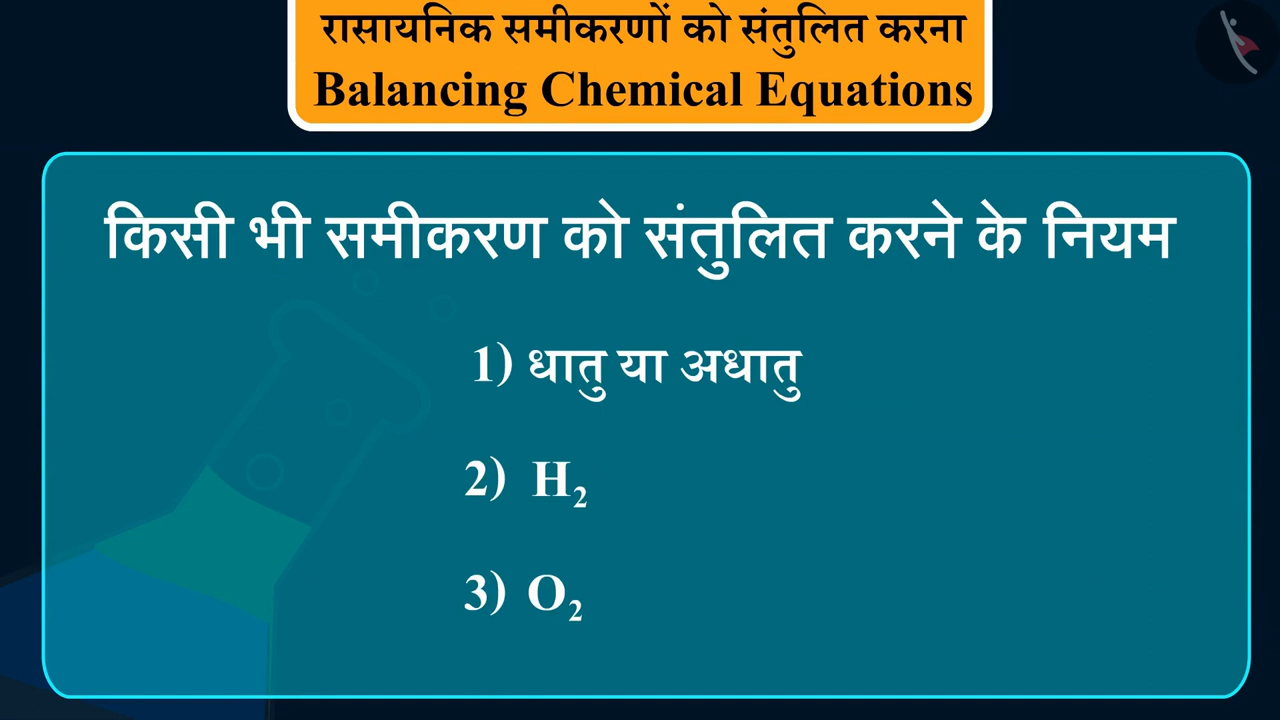 रासायनिक समीकरणों को संतुलित करना
Balancing Chemical Equations
किसी भी समीकरण को संतुलित करने के नियम
1) धातु या अधातु
2) H₂
3) O₂